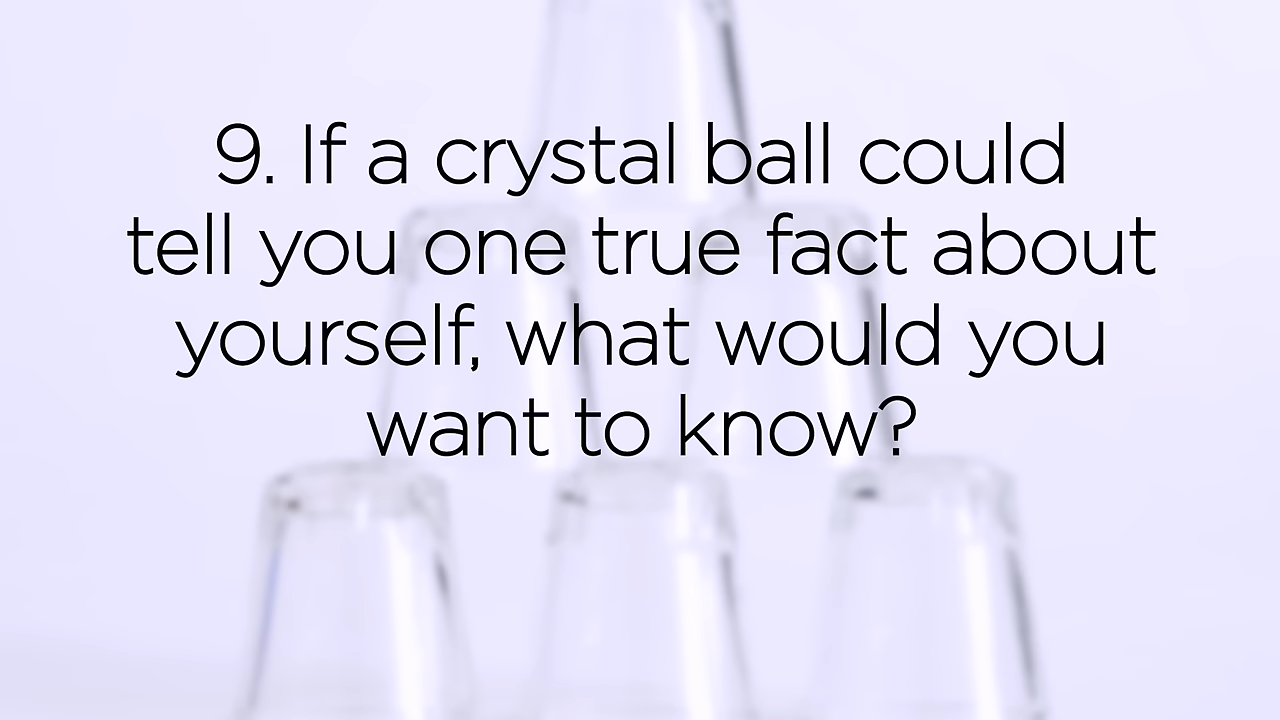 9. If a crystal ball could
tell you one true fact about
yourself, what would you
want to know?